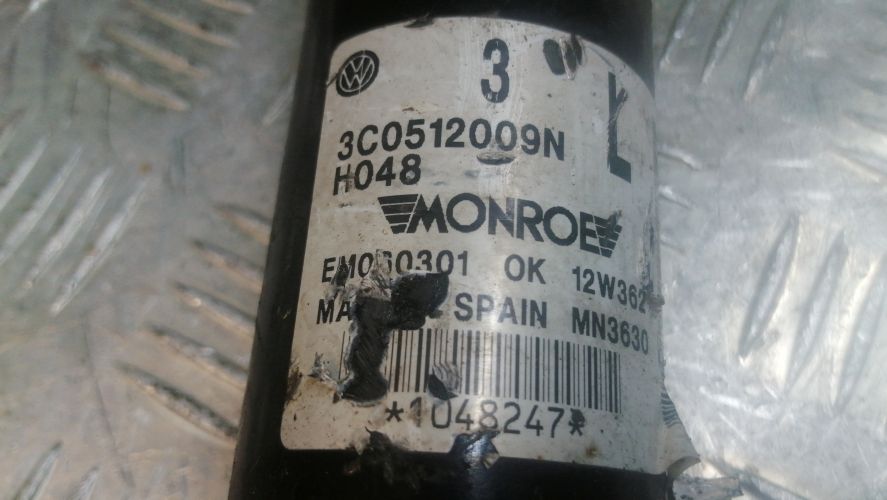 3 L
3C0512009N
H048
MONROE
OK 12W362
SPAIN MN3630
*1048247*